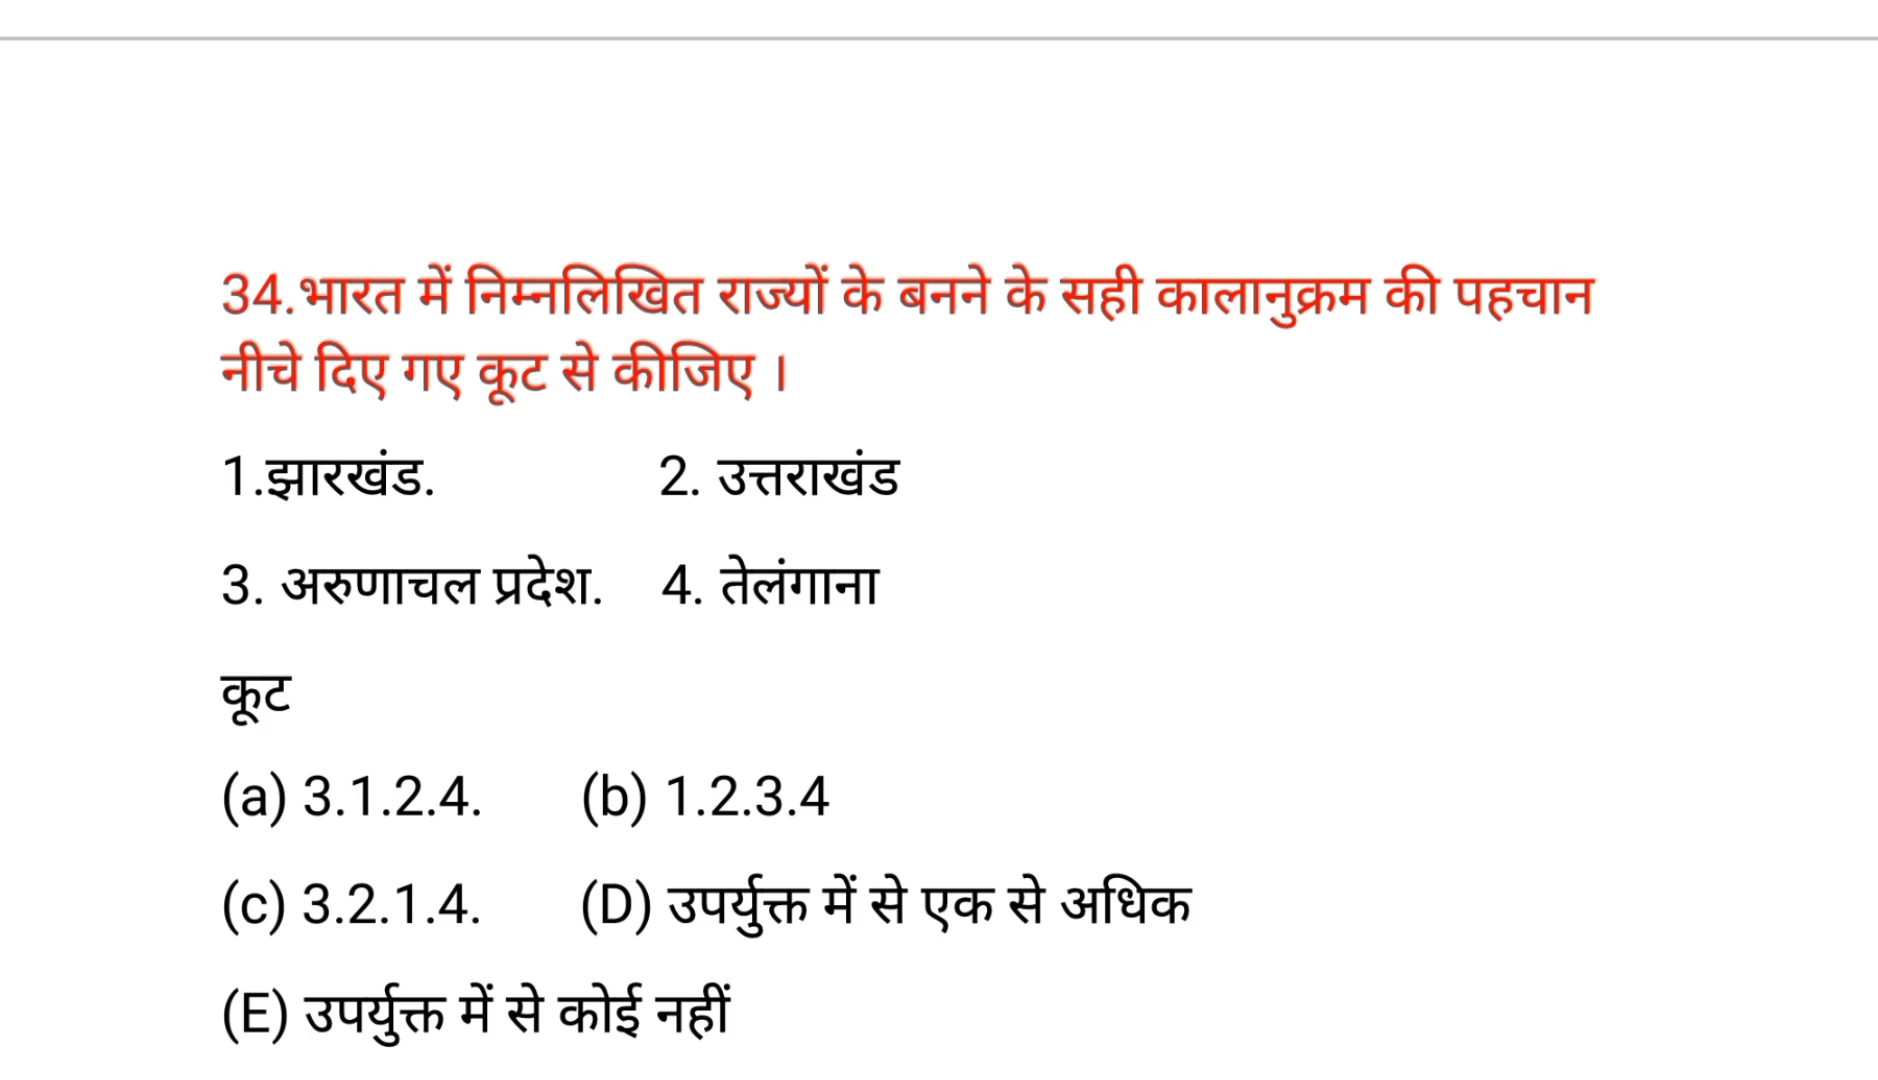 34.भारत में निम्नलिखित राज्यों के बनने के सही कालानुक्रम की पहचान
नीचे दिए गए कूट से कीजिए ।
1.झारखंड. 2. उत्तराखंड
3. अरुणाचल प्रदेश. 4. तेलंगाना
कूट
(a) 3.1.2.4. (b) 1.2.3.4
(c) 3.2.1.4. (D) उपर्युक्त में से एक से अधिक
(E) उपर्युक्त में से कोई नहीं